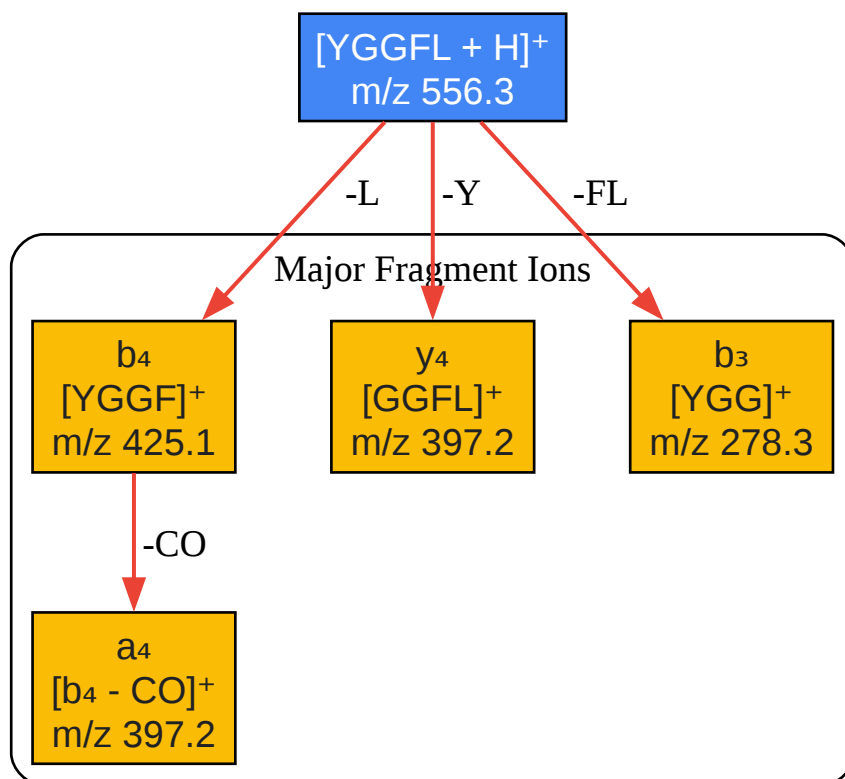 [YGGFL + H]⁺
m/z 556.3
-L
-Y
-FL
Major Fragment Ions
b₄
[YGGF]⁺
m/z 425.1
y₄
[GGFL]⁺
m/z 397.2
b₃
[YGG]⁺
m/z 278.3
-CO
a₄
[b₄ - CO]⁺
m/z 397.2